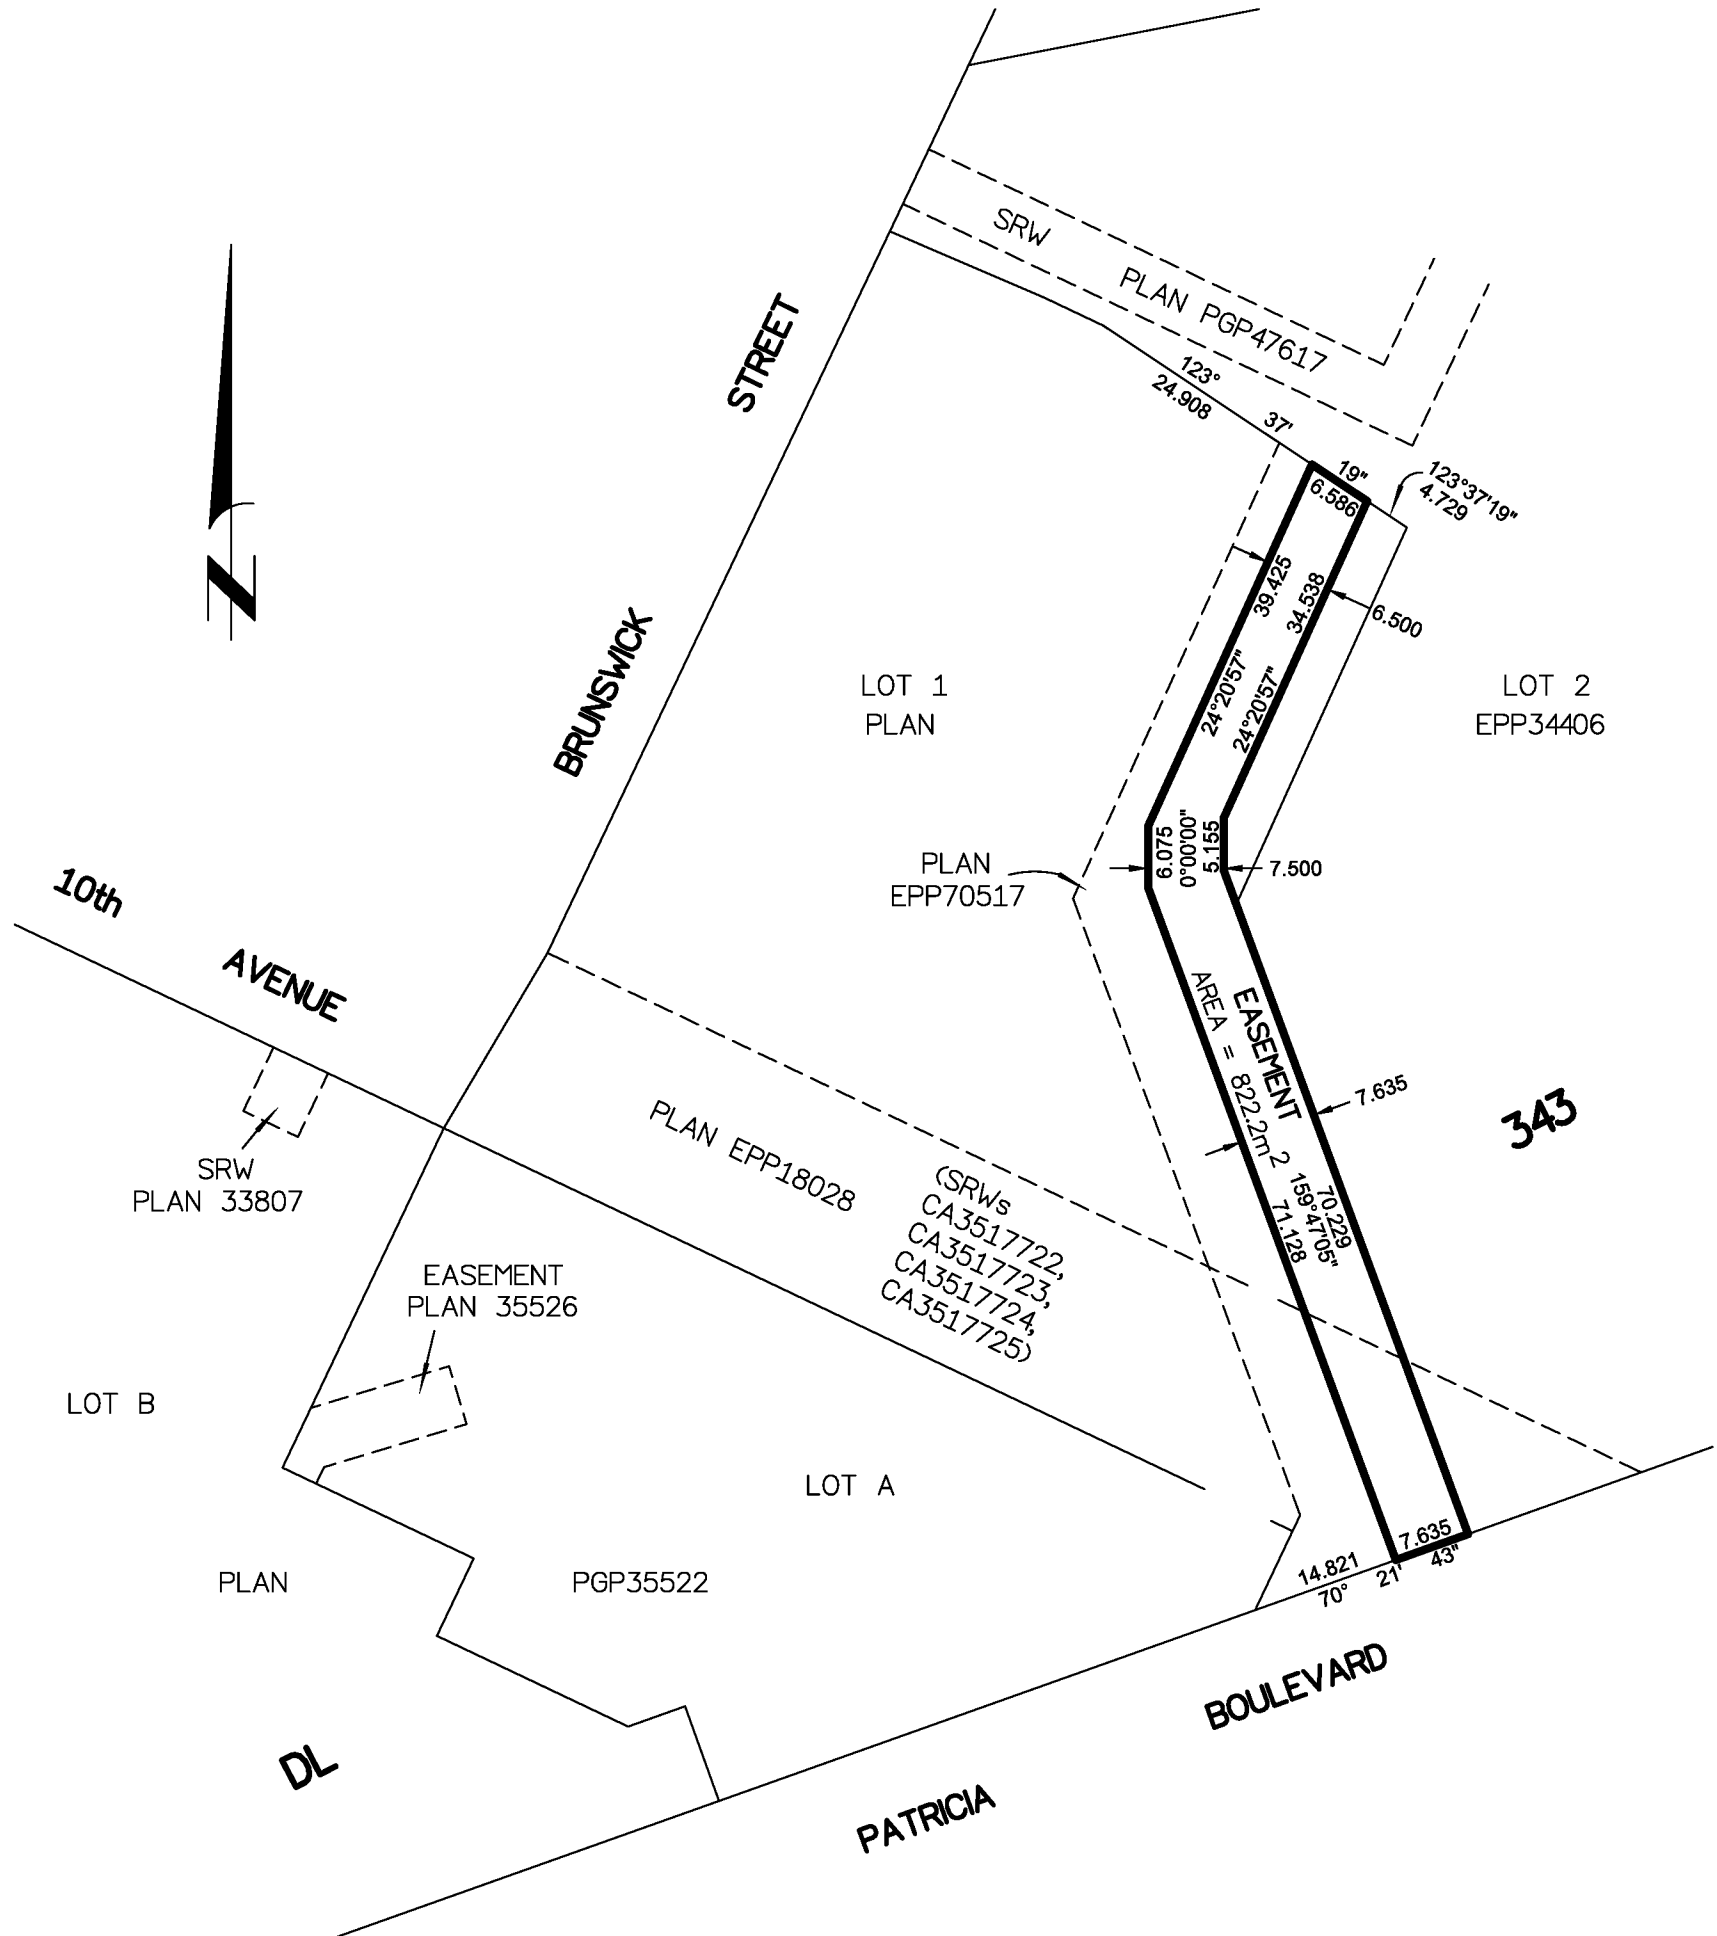 SRW
PLAN PGP47617
STREET
123° 37' 19"
24.908
6.586
123°37'19"
4.729
39.425
34.538
6.500
24°20'57"
24°20'57"
BRUNSWICK
LOT 1
PLAN
LOT 2
EPP34406
6.075
0°00'00"
5.155
7.500
PLAN
EPP70517
10th
AVENUE
EASEMENT
AREA = 822.2m2
7.635
343
159°47'05"
70.229
71.128
SRW
PLAN 33807
PLAN EPP18028
(SRWs
CA3517722,
CA3517723,
CA3517724,
CA3517725)
EASEMENT
PLAN 35526
LOT B
LOT A
PLAN
PGP35522
7.635
14.821
70° 21' 43"
BOULEVARD
DL
PATRICIA
N